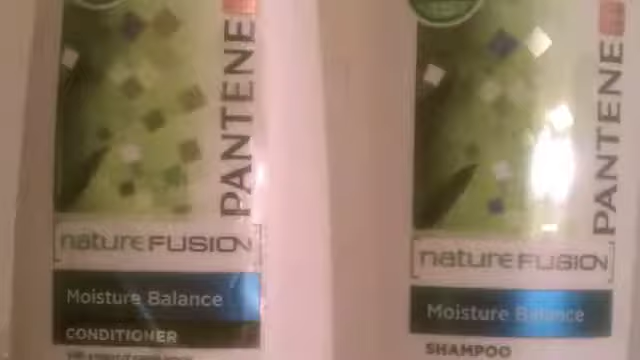 PANTENE
nature FUSION
Moisture Balance
CONDITIONER
PANTENE
nature FUSION
Moisture Balance
SHAMPOO